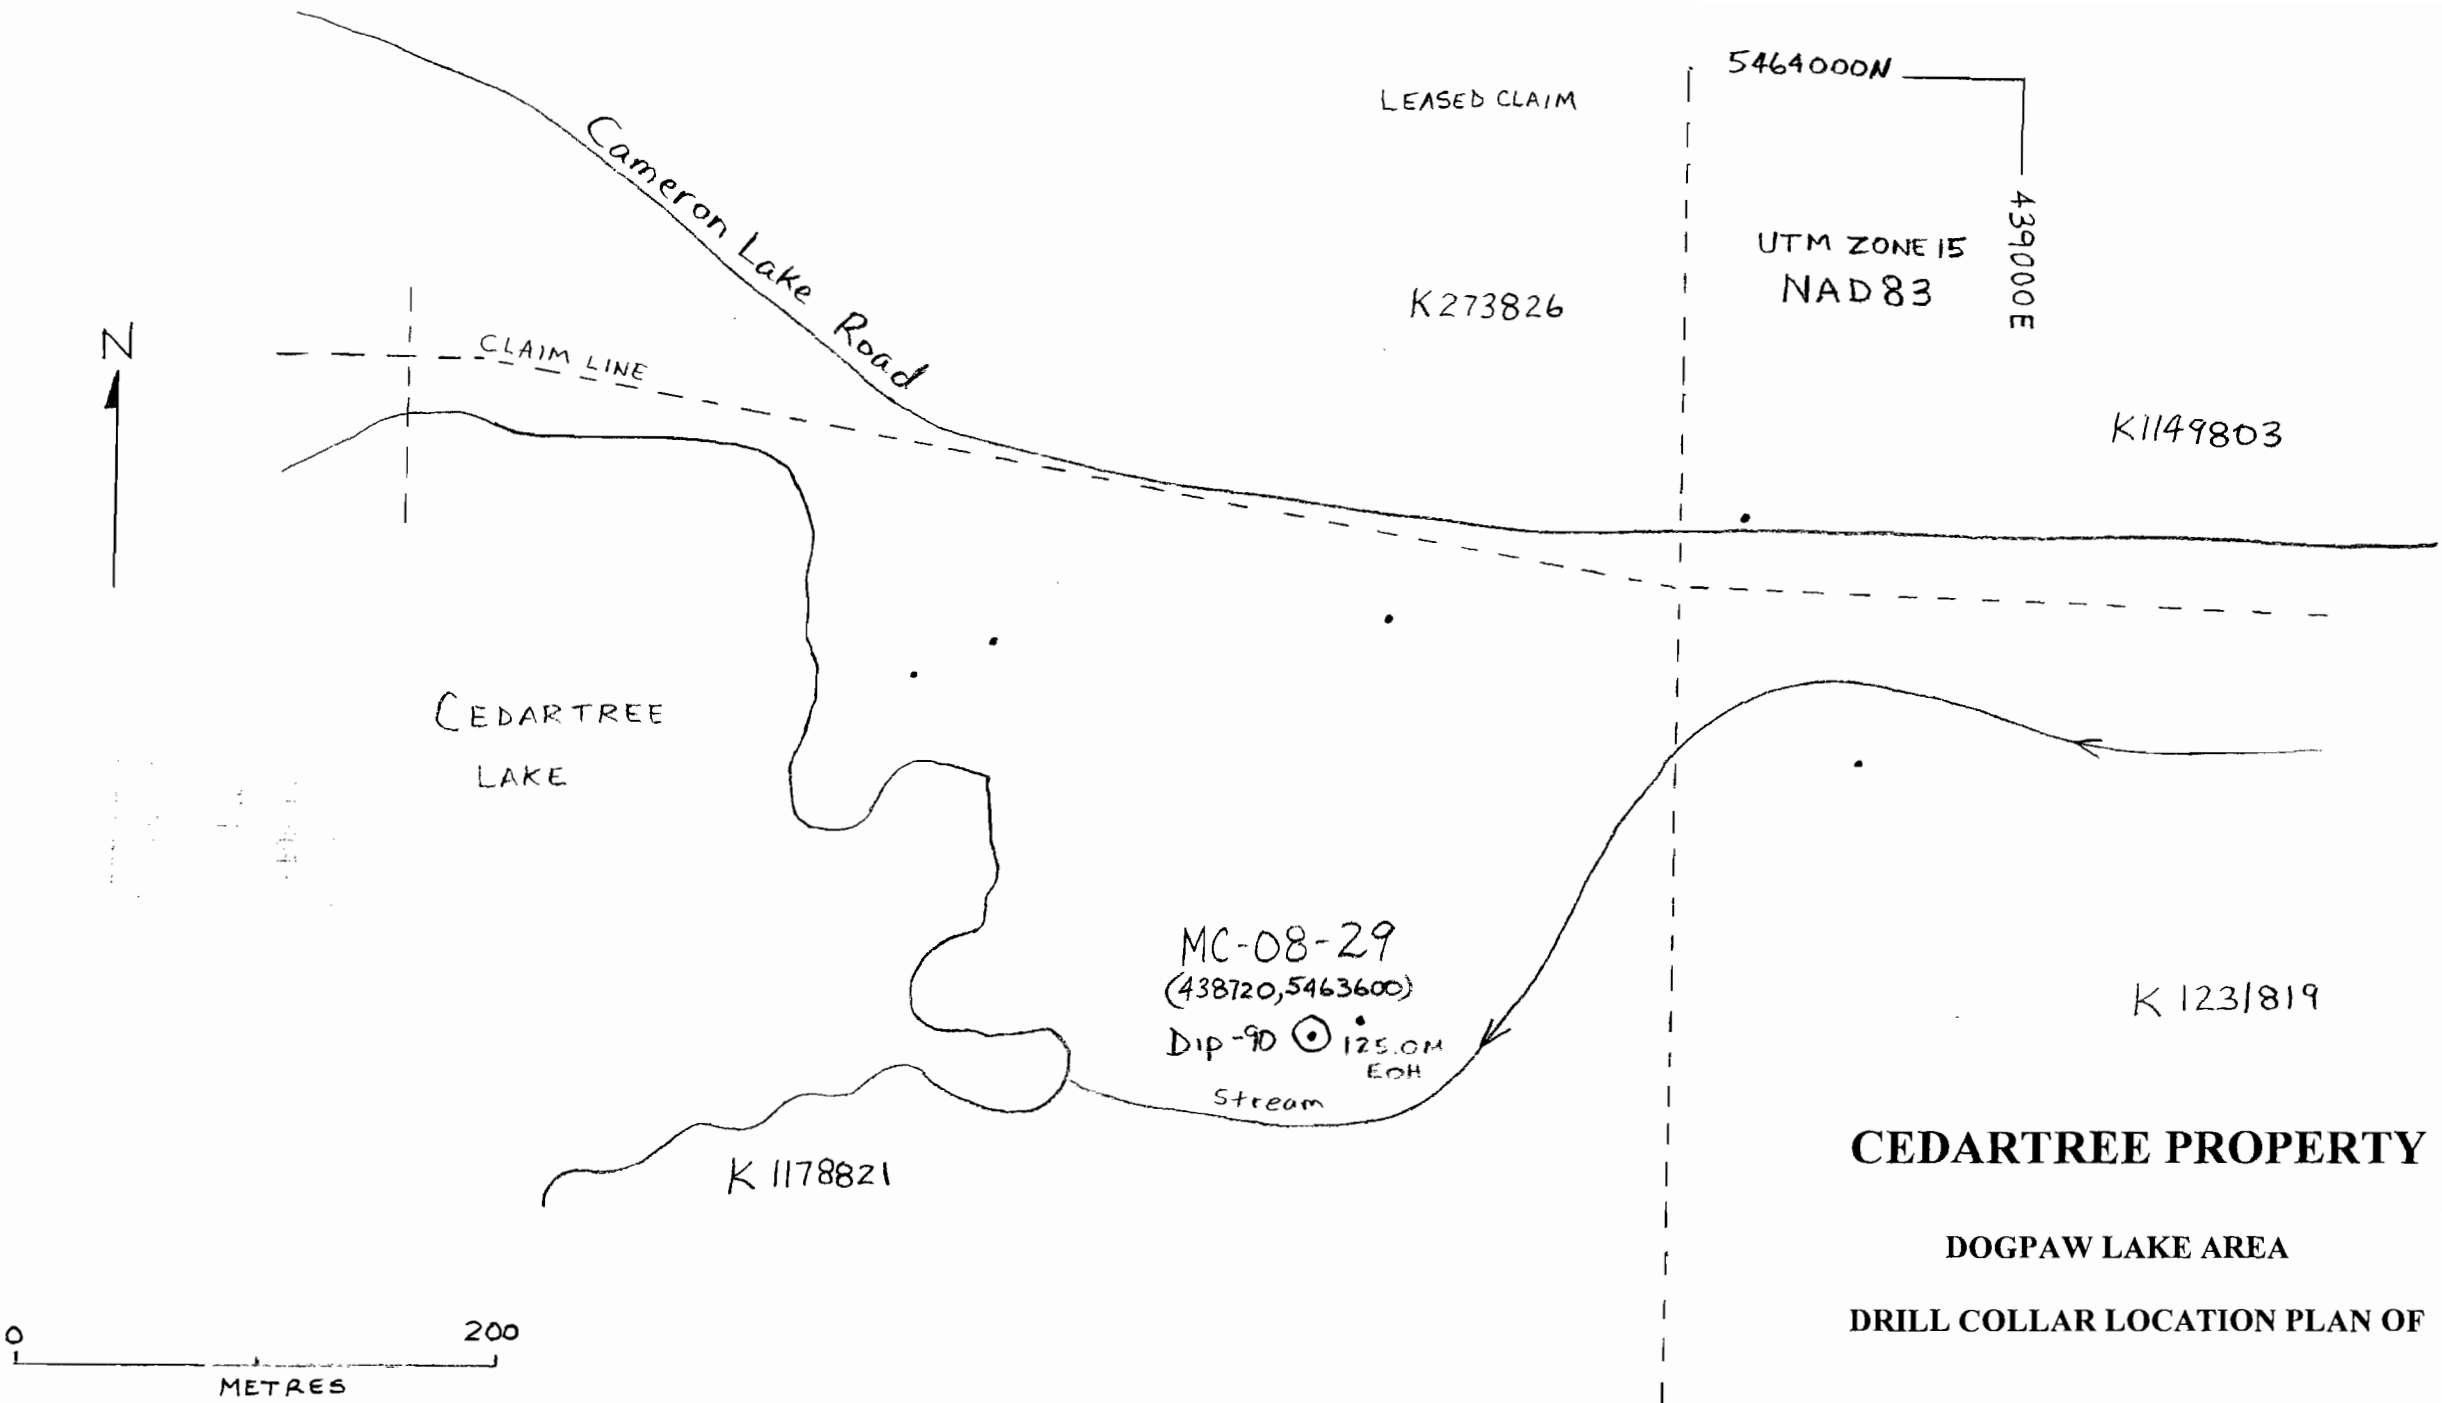 5464000N
LEASED CLAIM
Cameron Lake Road
439000E
UTM ZONE 15
NAD 83
K273826
N
CLAIM LINE
K1149803
CEDARTREE
LAKE
MC-08-29
(438720,5463600)
DIP -90
125.0M
EOH
Stream
K 1231819
K 1178821
CEDARTREE PROPERTY
DOGPAW LAKE AREA
DRILL COLLAR LOCATION PLAN OF
0 200
METRES